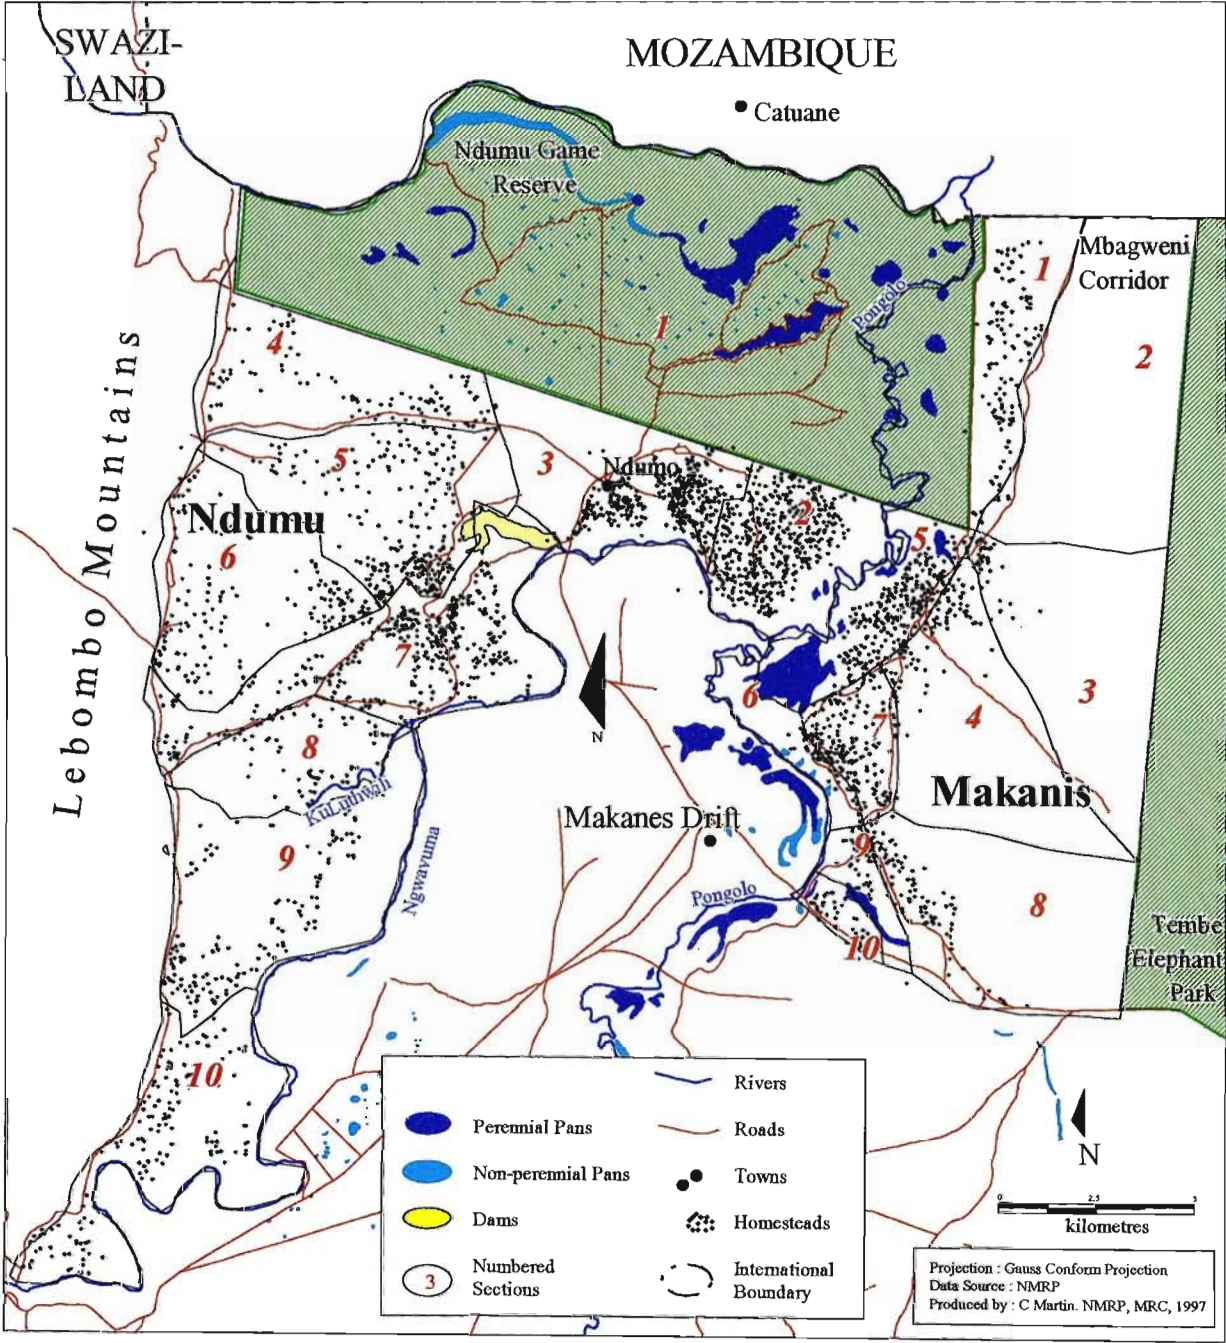 SWAZI-
LAND
MOZAMBIQUE
Catuane
Ndumu Game
Reserve
Mbagweni
Corridor
1
2
Pongolo
1
4
Lebombo Mountains
5
3
Ndumo
2
Ndumu
6
5
7
6
7
4
3
8
KuLuthwili
Makanes Drift
Makanis
N
9
Ngwavuma
9
8
Pongolo
10
Tembe
Elephant
Park
10
Perennial Pans
Non-perennial Pans
Dams
3
Numbered
Sections
Rivers
Roads
Towns
Homesteads
International
Boundary
N
0 2.5 5
kilometres
Projection : Gauss Conform Projection
Data Source : NMRP
Produced by : C Martin. NMRP, MRC, 1997